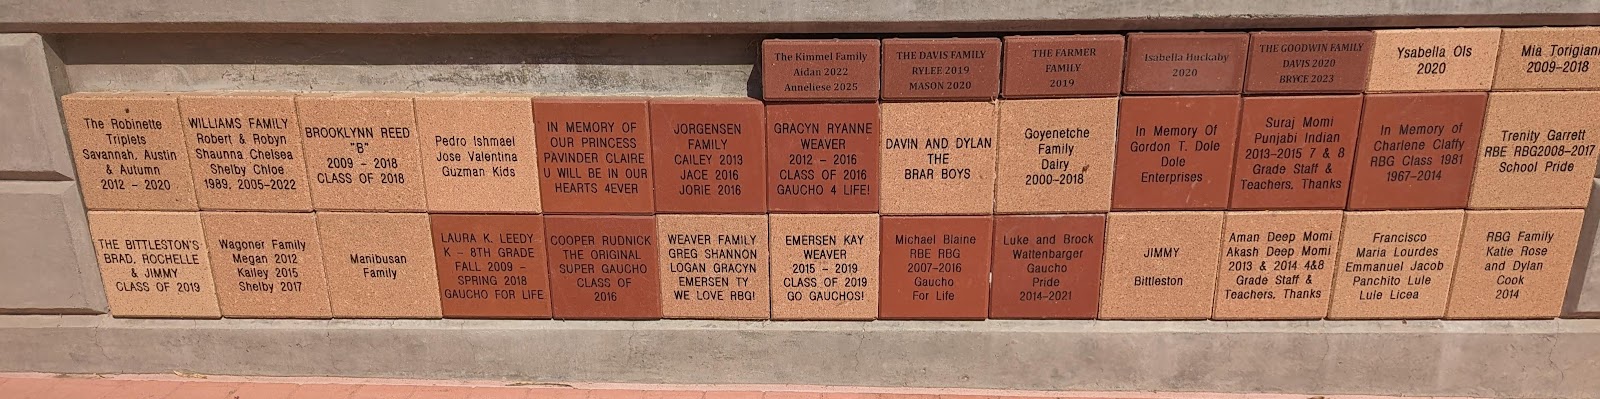 The Kimmel Family
Aidan 2022
Anneliese 2025
THE DAVIS FAMILY
RYLEE 2019
MASON 2020
THE FARMER
FAMILY
2019
Isabella Huckaby
2020
THE GOODWIN FAMILY
DAVIS 2020
BRYCE 2023
Ysabella Ols
2020
Mia Torigiani
2009-2018
The Robinette
Triplets
Savannah, Austin
& Autumn
2012 - 2020
WILLIAMS FAMILY
Robert & Robyn
Shaunna Chelsea
Shelby Chloe
1989, 2005-2022
BROOKLYNN REED
"B"
2009 - 2018
CLASS OF 2018
Pedro Ishmael
Jose Valentina
Guzman Kids
IN MEMORY OF
OUR PRINCESS
PAVINDER CLAIRE
U WILL BE IN OUR
HEARTS 4EVER
JORGENSEN
FAMILY
CAILEY 2013
JACE 2016
JORIE 2016
GRACYN RYANNE
WEAVER
2012 - 2016
CLASS OF 2016
GAUCHO 4 LIFE!
DAVIN AND DYLAN
THE
BRAR BOYS
Goyenetche
Family
Dairy
2000-2018
In Memory Of
Gordon T. Dole
Dole
Enterprises
Suraj Momi
Punjabi Indian
2013-2015 7 & 8
Grade Staff &
Teachers, Thanks
In Memory of
Charlene Claffy
RBG Class 1981
1967-2014
Trenity Garrett
RBE RBG2008-2017
School Pride
THE BITTLESTON'S
BRAD, ROCHELLE
& JIMMY
CLASS OF 2019
Wagoner Family
Megan 2012
Kailey 2015
Shelby 2017
Manibusan
Family
LAURA K. LEEDY
K - 8TH GRADE
FALL 2009 -
SPRING 2018
GAUCHO FOR LIFE
COOPER RUDNICK
THE ORIGINAL
SUPER GAUCHO
CLASS OF
2016
WEAVER FAMILY
GREG SHANNON
LOGAN GRACYN
EMERSEN TY
WE LOVE RBG!
EMERSEN KAY
WEAVER
2015 - 2019
CLASS OF 2019
GO GAUCHOS!
Michael Blaine
RBE RBG
2007-2016
Gaucho
For Life
Luke and Brock
Wattenbarger
Gaucho
Pride
2014-2021
JIMMY
Bittleston
Aman Deep Momi
Akash Deep Momi
2013 & 2014 4&8
Grade Staff &
Teachers, Thanks
Francisco
Maria Lourdes
Emmanuel Jacob
Panchito Lule
Lule Licea
RBG Family
Katie Rose
and Dylan
Cook
2014